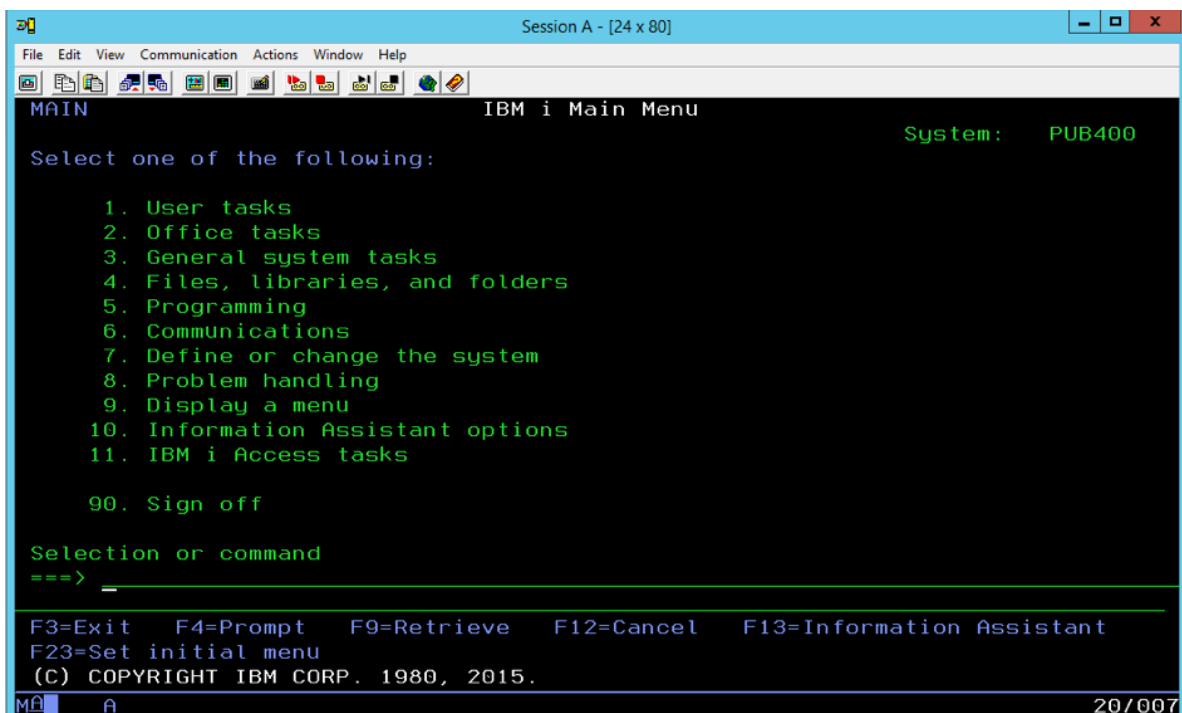 Session A - [24 x 80]
File Edit View Communication Actions Window Help
MAIN IBM i Main Menu
System: PUB400
Select one of the following:
1. User tasks
2. Office tasks
3. General system tasks
4. Files, libraries, and folders
5. Programming
6. Communications
7. Define or change the system
8. Problem handling
9. Display a menu
10. Information Assistant options
11. IBM i Access tasks
90. Sign off
Selection or command
===>
F3=Exit F4=Prompt F9=Retrieve F12=Cancel F13=Information Assistant
F23=Set initial menu
(C) COPYRIGHT IBM CORP. 1980, 2015.
MA A 20/007